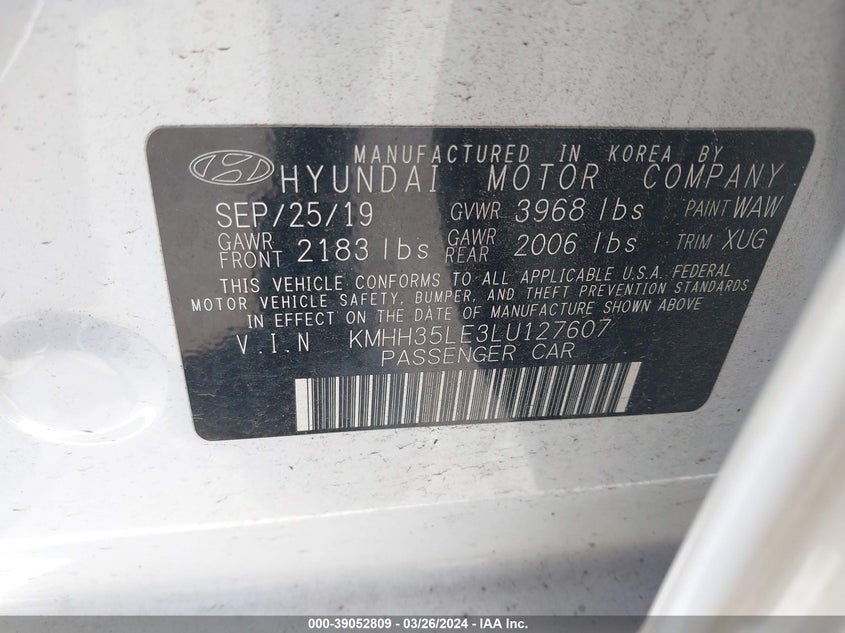 MANUFACTURED IN KOREA BY
HYUNDAI MOTOR COMPANY
SEP/25/19 GVWR 3968 lbs PAINT WAW
GAWR FRONT 2183 lbs GAWR REAR 2006 lbs TRIM XUG
THIS VEHICLE CONFORMS TO ALL APPLICABLE U.S.A. FEDERAL
MOTOR VEHICLE SAFETY, BUMPER, AND THEFT PREVENTION STANDARDS
IN EFFECT ON THE DATE OF MANUFACTURE SHOWN ABOVE
V.I.N KMHH35LE3LU127607
PASSENGER CAR
000-39052809 - 03/26/2024 - IAA Inc.